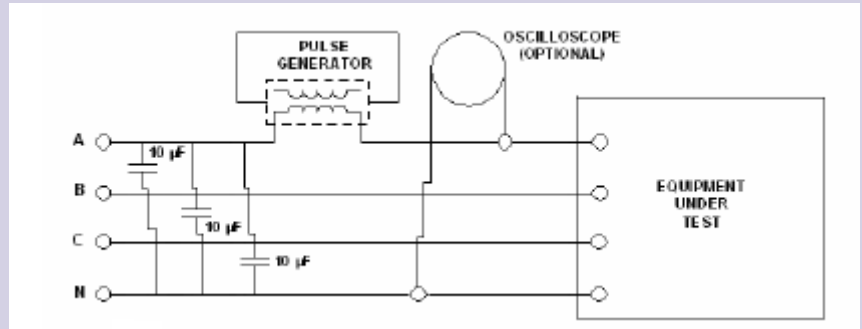 PULSE
GENERATOR
OSCILLOSCOPE
(OPTIONAL)
A
10 µF
B
10 µF
C
10 µF
N
EQUIPMENT
UNDER
TEST